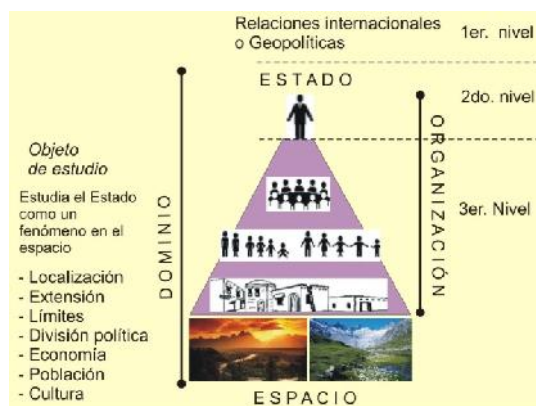 Relaciones internacionales
o Geopolíticas
1er. nivel
ESTADO
2do. nivel
Objeto
de estudio
Estudia el Estado
como un
fenómeno en el
espacio
- Localización
- Extensión
- Límites
- División política
- Economía
- Población
- Cultura
DOMINIO
ORGANIZACIÓN
3er. Nivel
ESPACIO